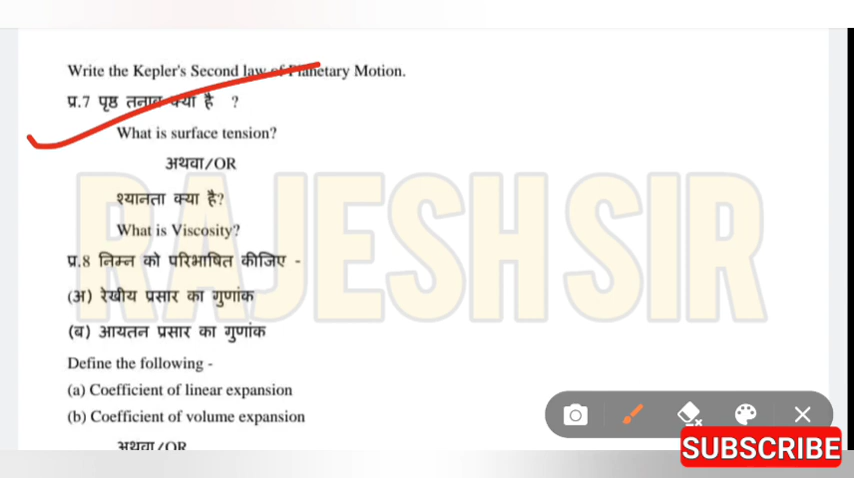 Write the Kepler's Second law of Planetary Motion.
प्र.7 पृष्ठ तनाव क्या है ?
What is surface tension?
अथवा/OR
श्यानता क्या है?
What is Viscosity?
RAJESH SIR
प्र.8 निम्न को परिभाषित कीजिए -
(अ) रेखीय प्रसार का गुणांक
(ब) आयतन प्रसार का गुणांक
Define the following -
(a) Coefficient of linear expansion
(b) Coefficient of volume expansion
अथवा/OR
SUBSCRIBE